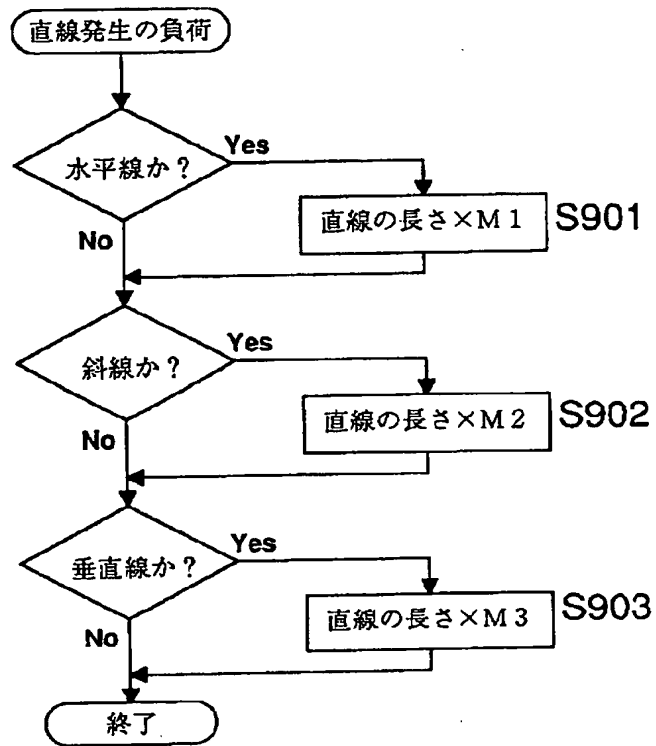 直線発生の負荷
水平線か?
Yes
直線の長さ×M1
S901
No
斜線か?
Yes
直線の長さ×M2
S902
No
垂直線か?
Yes
直線の長さ×M3
S903
No
終了